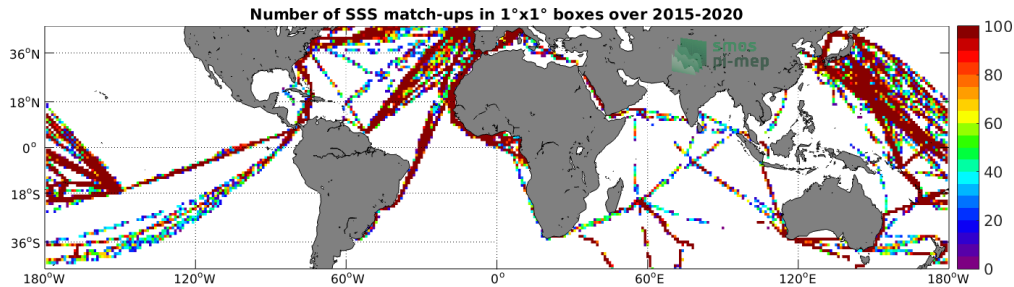 Number of SSS match-ups in 1°x1° boxes over 2015-2020
smos
pi-mep
36°N
18°N
0°
18°S
36°S
180°W
120°W
60°W
0°
60°E
120°E
180°W
100
80
60
40
20
0